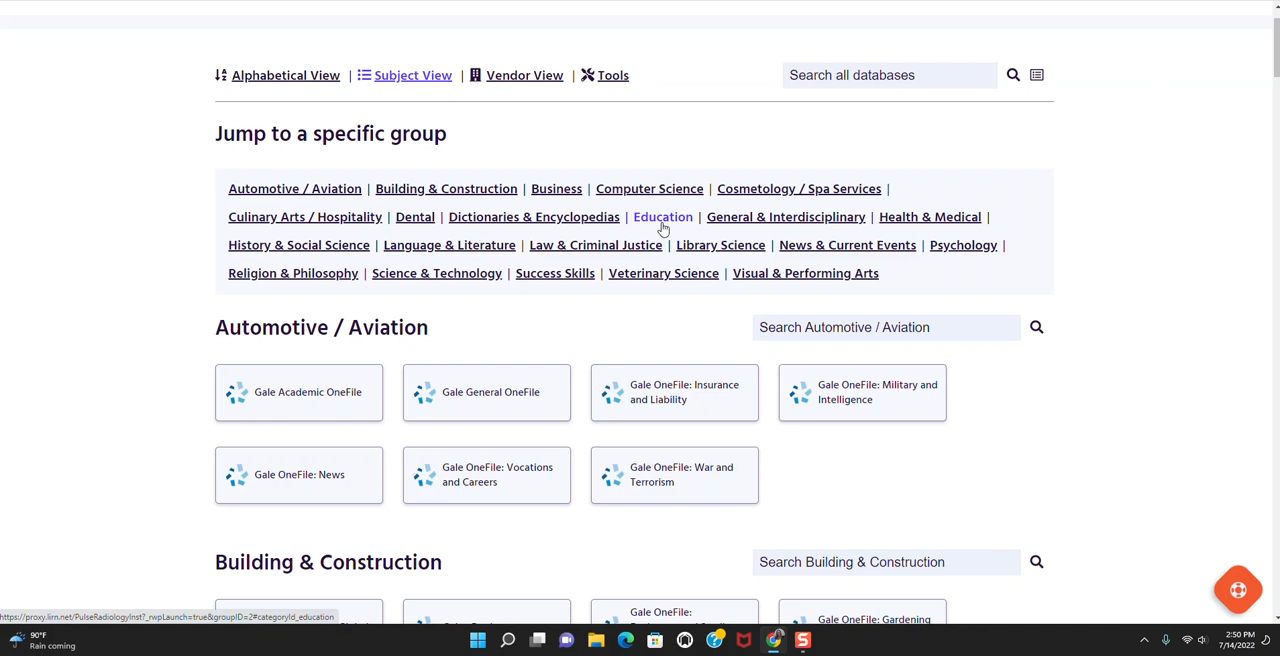 Alphabetical View | Subject View | Vendor View | Tools
Search all databases
Jump to a specific group
Automotive / Aviation | Building & Construction | Business | Computer Science | Cosmetology / Spa Services |
Culinary Arts / Hospitality | Dental | Dictionaries & Encyclopedias | Education | General & Interdisciplinary | Health & Medical |
History & Social Science | Language & Literature | Law & Criminal Justice | Library Science | News & Current Events | Psychology |
Religion & Philosophy | Science & Technology | Success Skills | Veterinary Science | Visual & Performing Arts
Automotive / Aviation
Search Automotive / Aviation
Gale Academic OneFile
Gale General OneFile
Gale OneFile: Insurance
and Liability
Gale OneFile: Military and
Intelligence
Gale OneFile: News
Gale OneFile: Vocations
and Careers
Gale OneFile: War and
Terrorism
Building & Construction
Search Building & Construction
Gale OneFile:
Gale OneFile: Gardening
https://proxy.lirn.net/PulseRadiologyInst?_rwpLaunch=true&groupID=2#categoryId_education
90°F
Rain coming
2:50 PM
7/14/2022